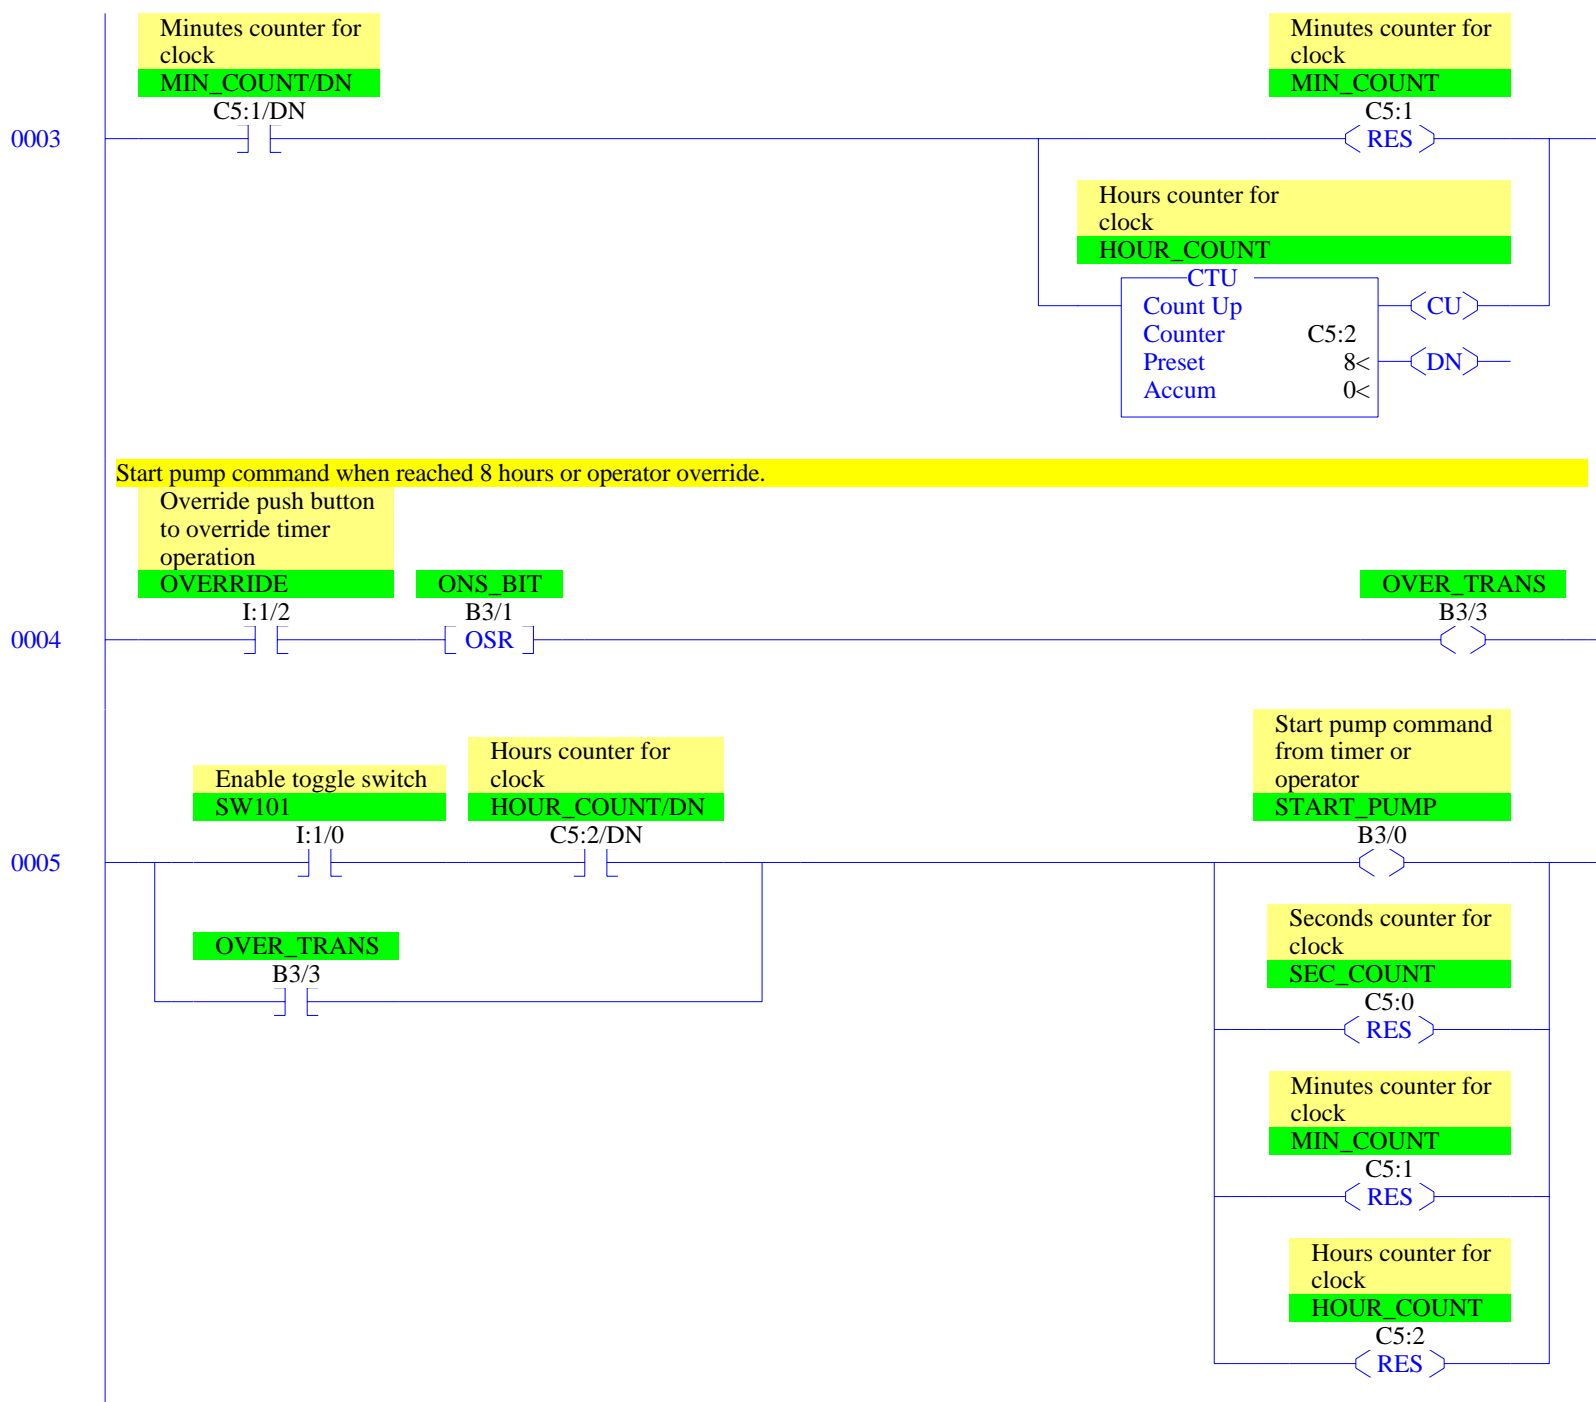 Minutes counter for
clock
MIN_COUNT/DN
C5:1/DN
Minutes counter for
clock
MIN_COUNT
C5:1
0003
RES
Hours counter for
clock
HOUR_COUNT
CTU
Count Up
CU
Counter C5:2
Preset 8<
DN
Accum 0<
Start pump command when reached 8 hours or operator override.
Override push button
to override timer
operation
OVERRIDE
I:1/2
ONS_BIT
B3/1
OVER_TRANS
B3/3
0004
OSR
Enable toggle switch
SW101
I:1/0
Hours counter for
clock
HOUR_COUNT/DN
C5:2/DN
Start pump command
from timer or
operator
START_PUMP
B3/0
0005
OVER_TRANS
B3/3
Seconds counter for
clock
SEC_COUNT
C5:0
RES
Minutes counter for
clock
MIN_COUNT
C5:1
RES
Hours counter for
clock
HOUR_COUNT
C5:2
RES